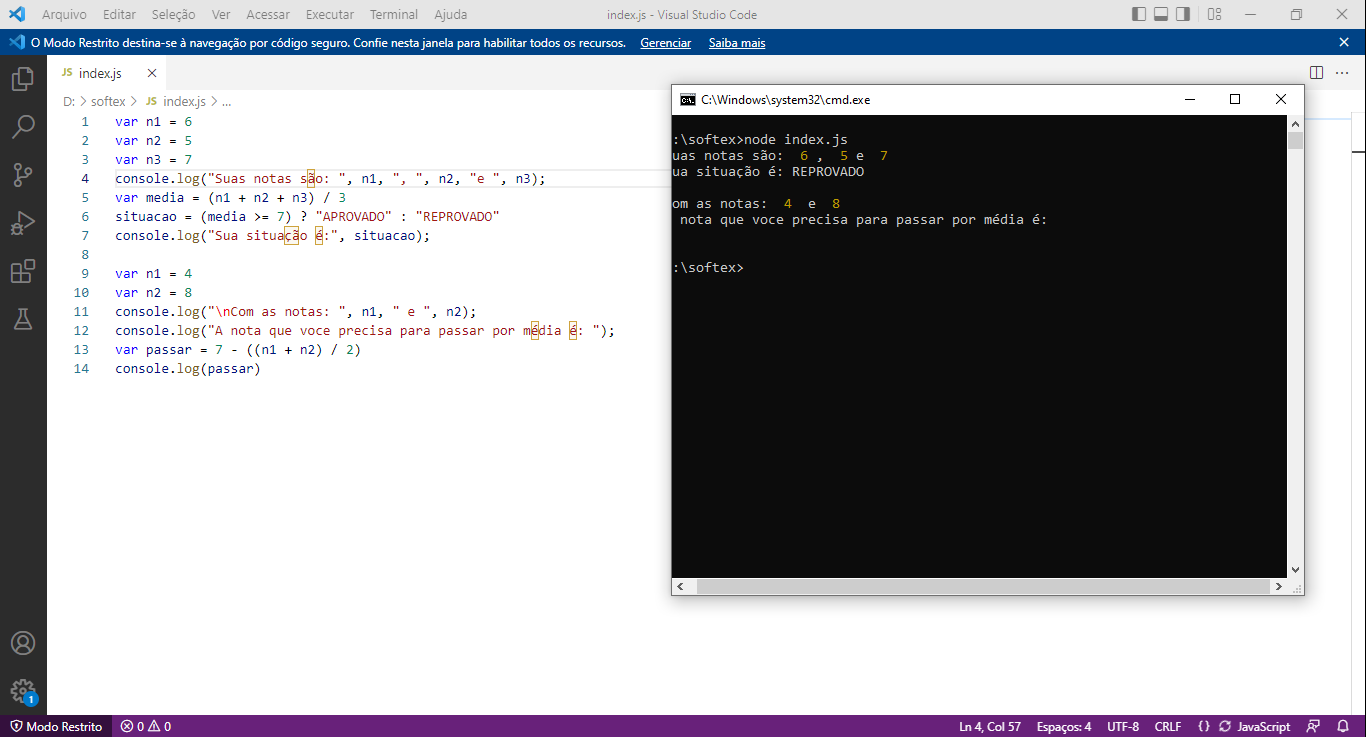 Arquivo Editar Seleção Ver Acessar Executar Terminal Ajuda index.js - Visual Studio Code
O Modo Restrito destina-se à navegação por código seguro. Confie nesta janela para habilitar todos os recursos. Gerenciar Saiba mais
JS index.js
D: > softex > JS index.js > ...
1 var n1 = 6
2 var n2 = 5
3 var n3 = 7
4 console.log("Suas notas são: ", n1, ", ", n2, "e ", n3);
5 var media = (n1 + n2 + n3) / 3
6 situacao = (media >= 7) ? "APROVADO" : "REPROVADO"
7 console.log("Sua situação é:", situacao);
8
9 var n1 = 4
10 var n2 = 8
11 console.log("\nCom as notas: ", n1, " e ", n2);
12 console.log("A nota que voce precisa para passar por média é: ");
13 var passar = 7 - ((n1 + n2) / 2)
14 console.log(passar)
C:\Windows\system32\cmd.exe
:\softex>node index.js
uas notas são:  6 ,  5 e  7
ua situação é: REPROVADO
om as notas:  4  e  8
nota que voce precisa para passar por média é:
:\softex>
1
Modo Restrito 0 0 Ln 4, Col 57 Espaços: 4 UTF-8 CRLF {} JavaScript